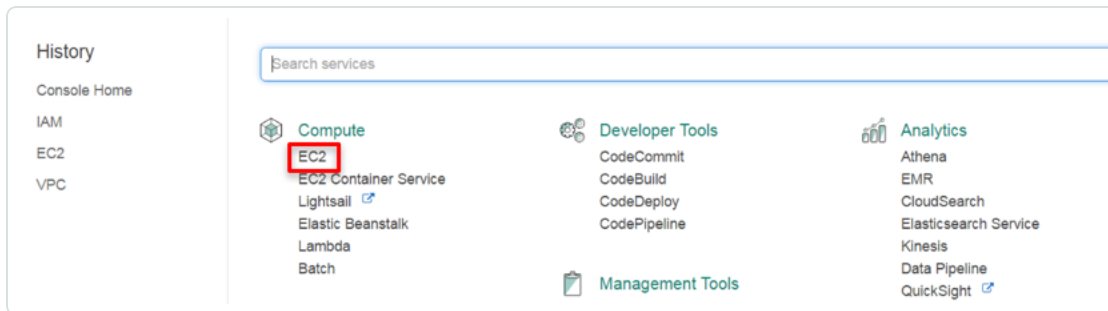 History
Console Home
IAM
EC2
VPC
Search services
Compute
EC2
EC2 Container Service
Lightsail
Elastic Beanstalk
Lambda
Batch
Developer Tools
CodeCommit
CodeBuild
CodeDeploy
CodePipeline
Management Tools
Analytics
Athena
EMR
CloudSearch
Elasticsearch Service
Kinesis
Data Pipeline
QuickSight